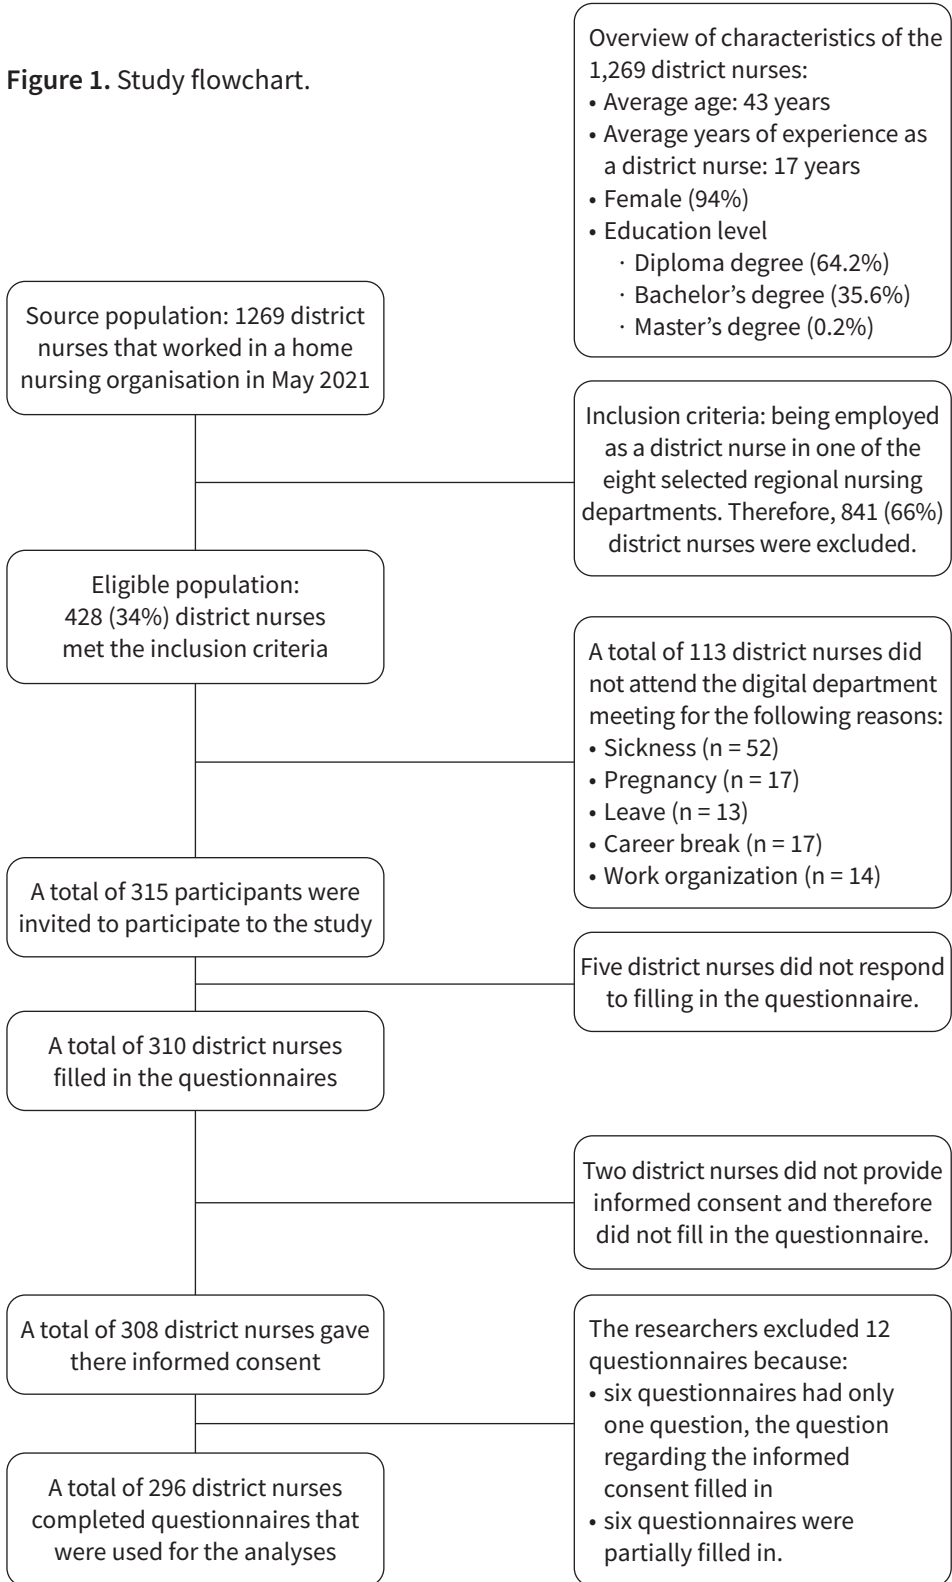 Figure 1. Study flowchart.
Overview of characteristics of the
1,269 district nurses:
• Average age: 43 years
• Average years of experience as
a district nurse: 17 years
• Female (94%)
• Education level
· Diploma degree (64.2%)
· Bachelor’s degree (35.6%)
· Master’s degree (0.2%)
Source population: 1269 district
nurses that worked in a home
nursing organisation in May 2021
Inclusion criteria: being employed
as a district nurse in one of the
eight selected regional nursing
departments. Therefore, 841 (66%)
district nurses were excluded.
Eligible population:
428 (34%) district nurses
met the inclusion criteria
A total of 113 district nurses did
not attend the digital department
meeting for the following reasons:
• Sickness (n = 52)
• Pregnancy (n = 17)
• Leave (n = 13)
• Career break (n = 17)
• Work organization (n = 14)
A total of 315 participants were
invited to participate to the study
Five district nurses did not respond
to filling in the questionnaire.
A total of 310 district nurses
filled in the questionnaires
Two district nurses did not provide
informed consent and therefore
did not fill in the questionnaire.
A total of 308 district nurses gave
there informed consent
The researchers excluded 12
questionnaires because:
• six questionnaires had only
one question, the question
regarding the informed
consent filled in
• six questionnaires were
partially filled in.
A total of 296 district nurses
completed questionnaires that
were used for the analyses